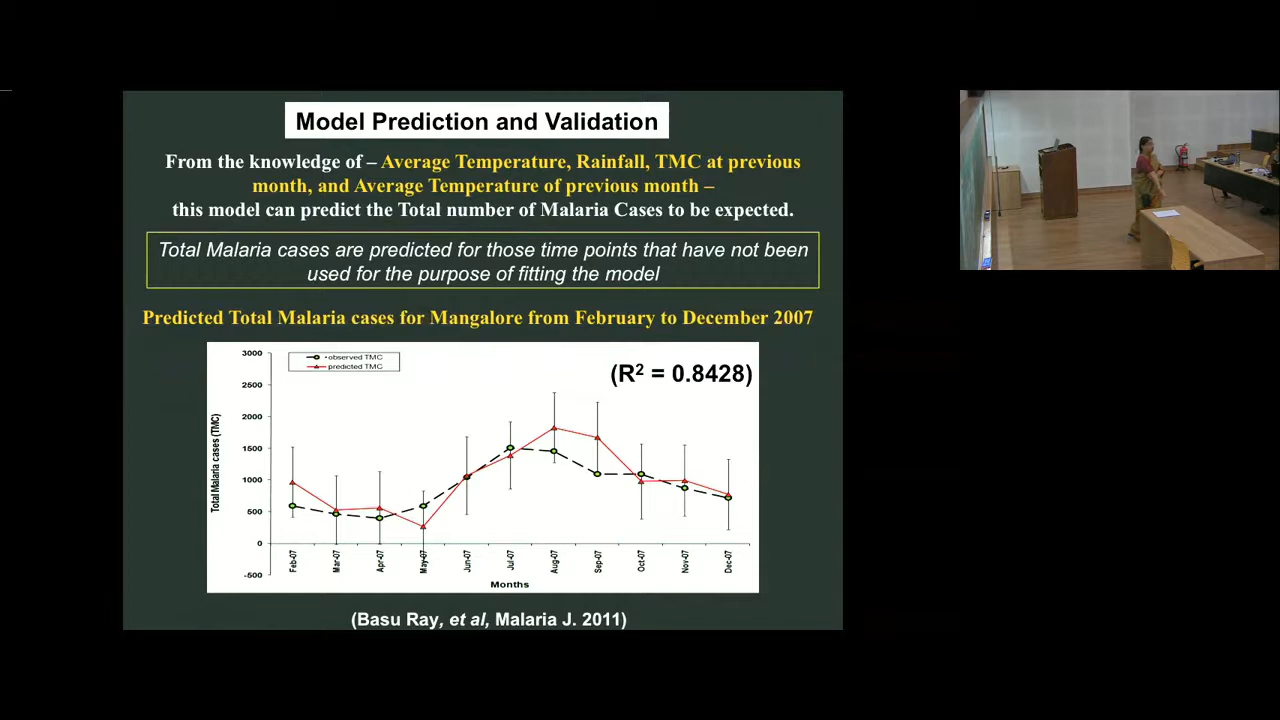 Model Prediction and Validation
From the knowledge of – Average Temperature, Rainfall, TMC at previous
month, and Average Temperature of previous month –
this model can predict the Total number of Malaria Cases to be expected.
Total Malaria cases are predicted for those time points that have not been
used for the purpose of fitting the model
Predicted Total Malaria cases for Mangalore from February to December 2007
observed TMC
predicted TMC
(R² = 0.8428)
Total Malaria cases (TMC)
3000
2500
2000
1500
1000
500
0
-500
Feb-07
Mar-07
Apr-07
May-07
Jun-07
Jul-07
Aug-07
Sep-07
Oct-07
Nov-07
Dec-07
Months
(Basu Ray, et al, Malaria J. 2011)